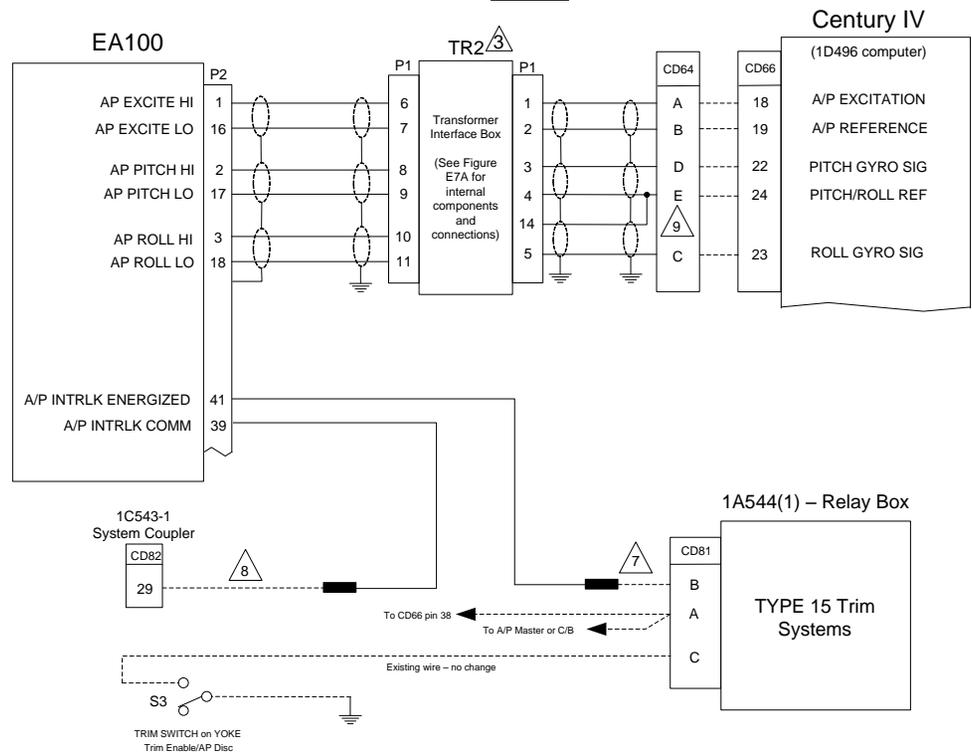 EA100
P2
AP EXCITE HI 1
AP EXCITE LO 16
AP PITCH HI 2
AP PITCH LO 17
AP ROLL HI 3
AP ROLL LO 18
A/P INTRLK ENERGIZED 41
A/P INTRLK COMM 39
TR2 3
P1
6
7
8
9
10
11
Transformer
Interface Box
(See Figure
E7A for
internal
components
and
connections)
P1
1
2
3
4
14
5
CD64
A
B
D
E
9
C
Century IV
(1D496 computer)
CD66
18 A/P EXCITATION
19 A/P REFERENCE
22 PITCH GYRO SIG
24 PITCH/ROLL REF
23 ROLL GYRO SIG
1C543-1
System Coupler
CD82
29
8
1A544(1) – Relay Box
7
CD81
B
A
C
TYPE 15 Trim
Systems
To CD66 pin 38
To A/P Master or C/B
Existing wire – no change
S3
TRIM SWITCH on YOKE
Trim Enable/AP Disc